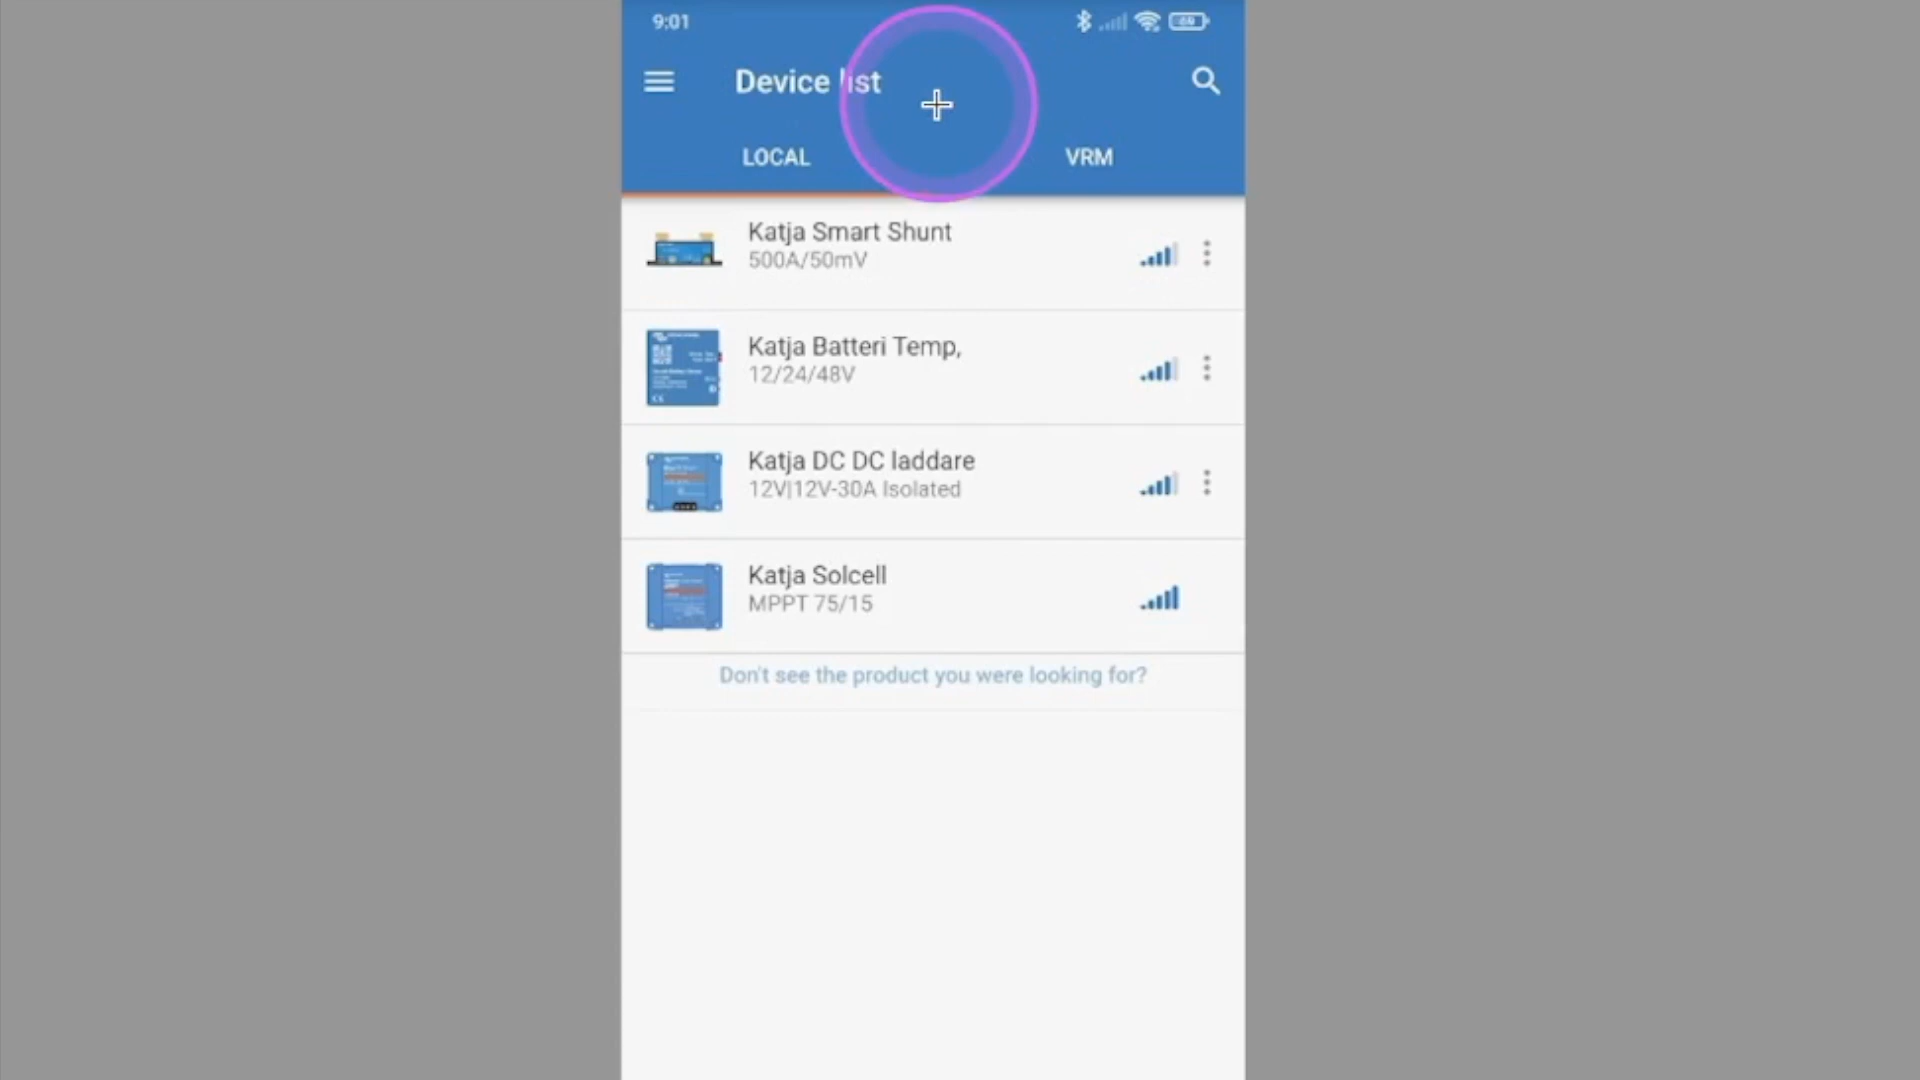 9:01
69
Device list
LOCAL
VRM
Katja Smart Shunt
500A/50mV
Katja Batteri Temp,
12/24/48V
Katja DC DC laddare
12V|12V-30A Isolated
Katja Solcell
MPPT 75/15
Don't see the product you were looking for?